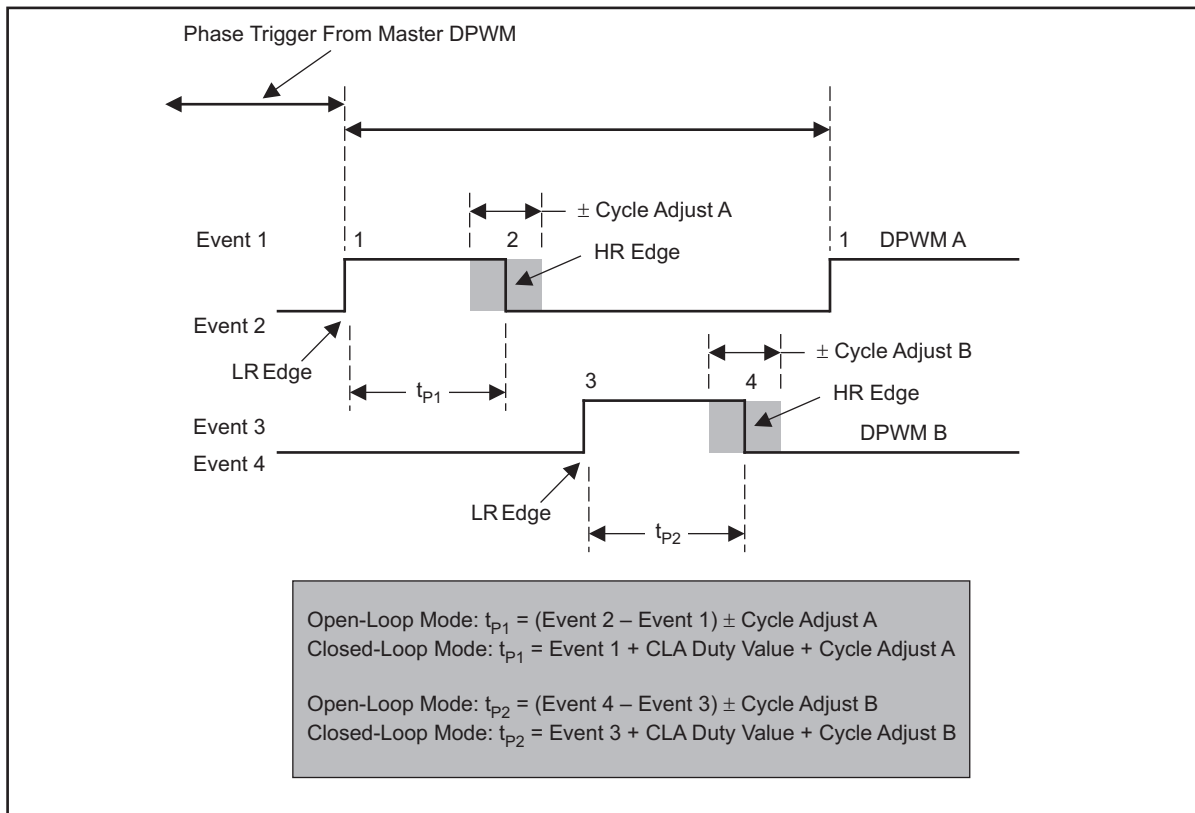 Phase Trigger From Master DPWM
± Cycle Adjust A
Event 1
1
2
1
DPWM A
HR Edge
Event 2
LR Edge
tP1
± Cycle Adjust B
3
4
HR Edge
Event 3
DPWM B
Event 4
LR Edge
tP2
Open-Loop Mode: tP1 = (Event 2 – Event 1) ± Cycle Adjust A
Closed-Loop Mode: tP1 = Event 1 + CLA Duty Value + Cycle Adjust A
Open-Loop Mode: tP2 = (Event 4 – Event 3) ± Cycle Adjust B
Closed-Loop Mode: tP2 = Event 3 + CLA Duty Value + Cycle Adjust B